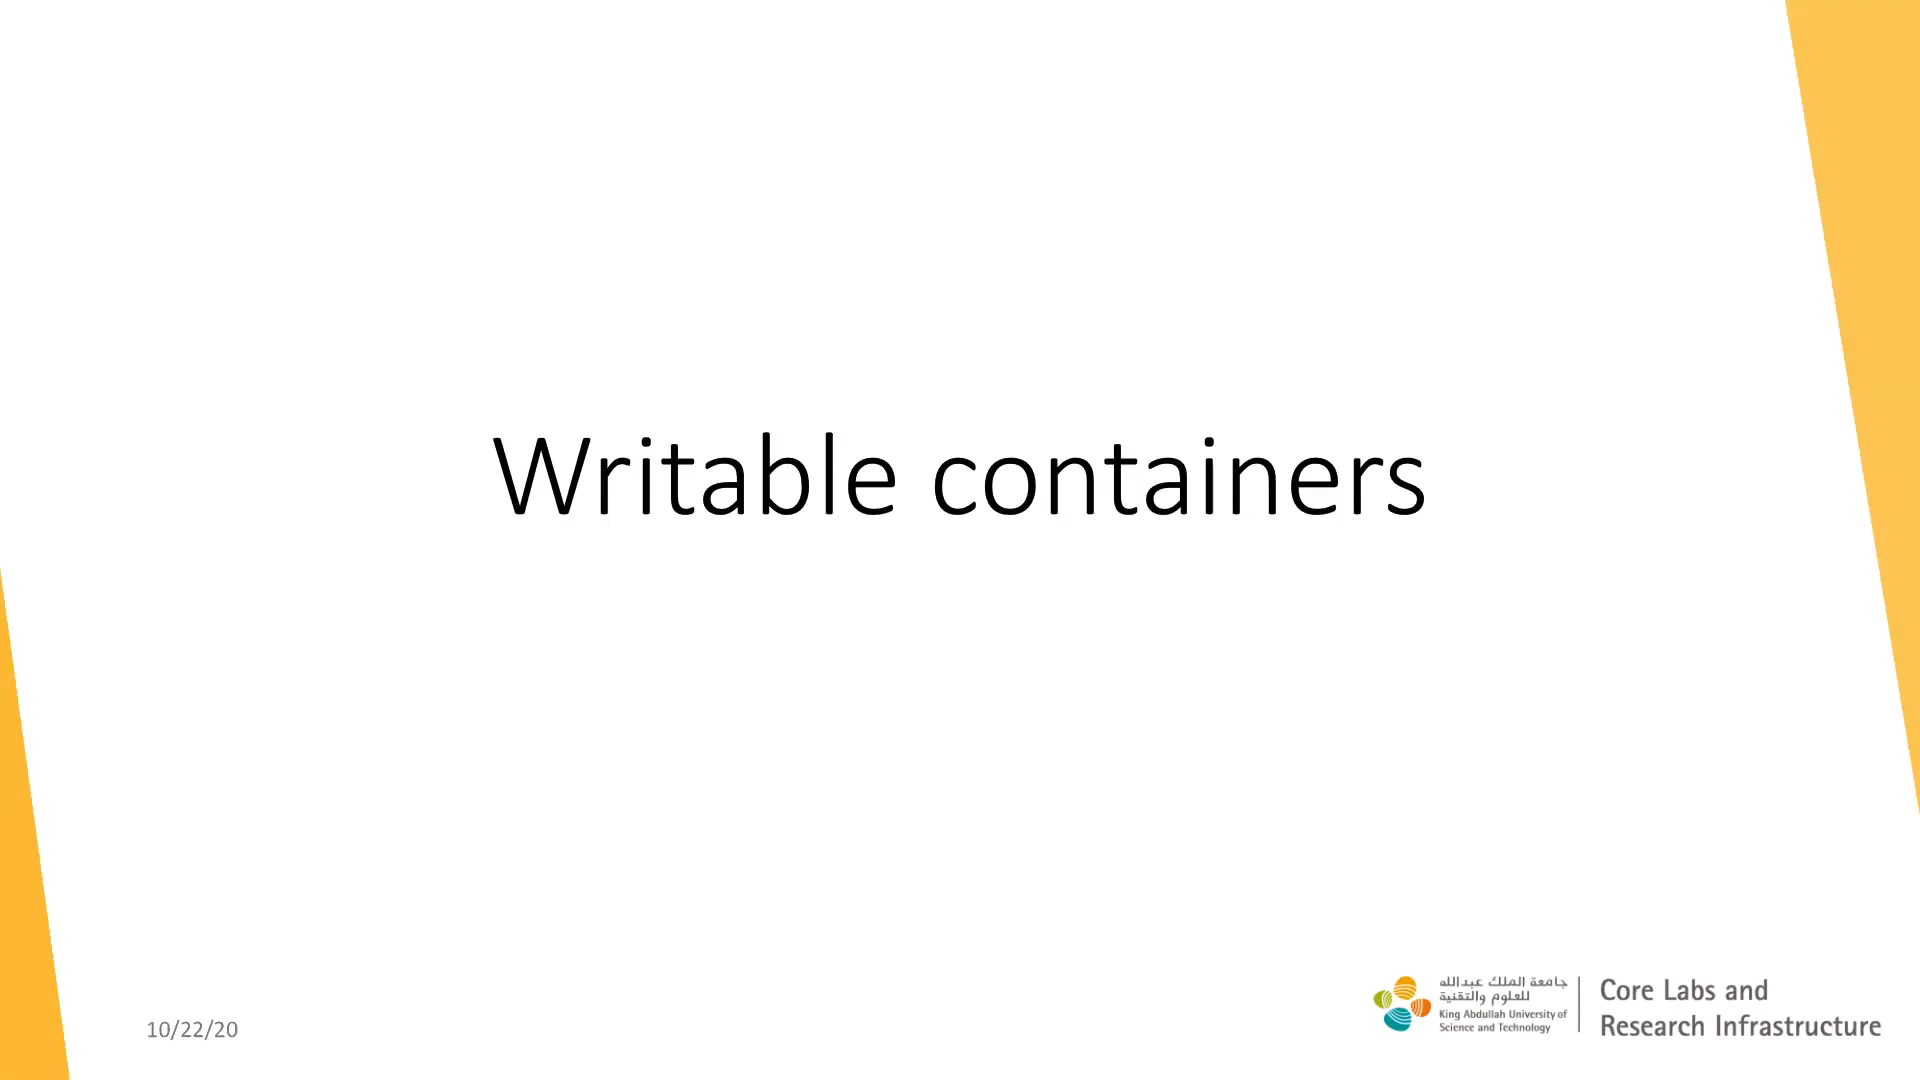 Writable containers
10/22/20
جامعة الملك عبدالله
للعلوم والتقنية
King Abdullah University of
Science and Technology
Core Labs and
Research Infrastructure